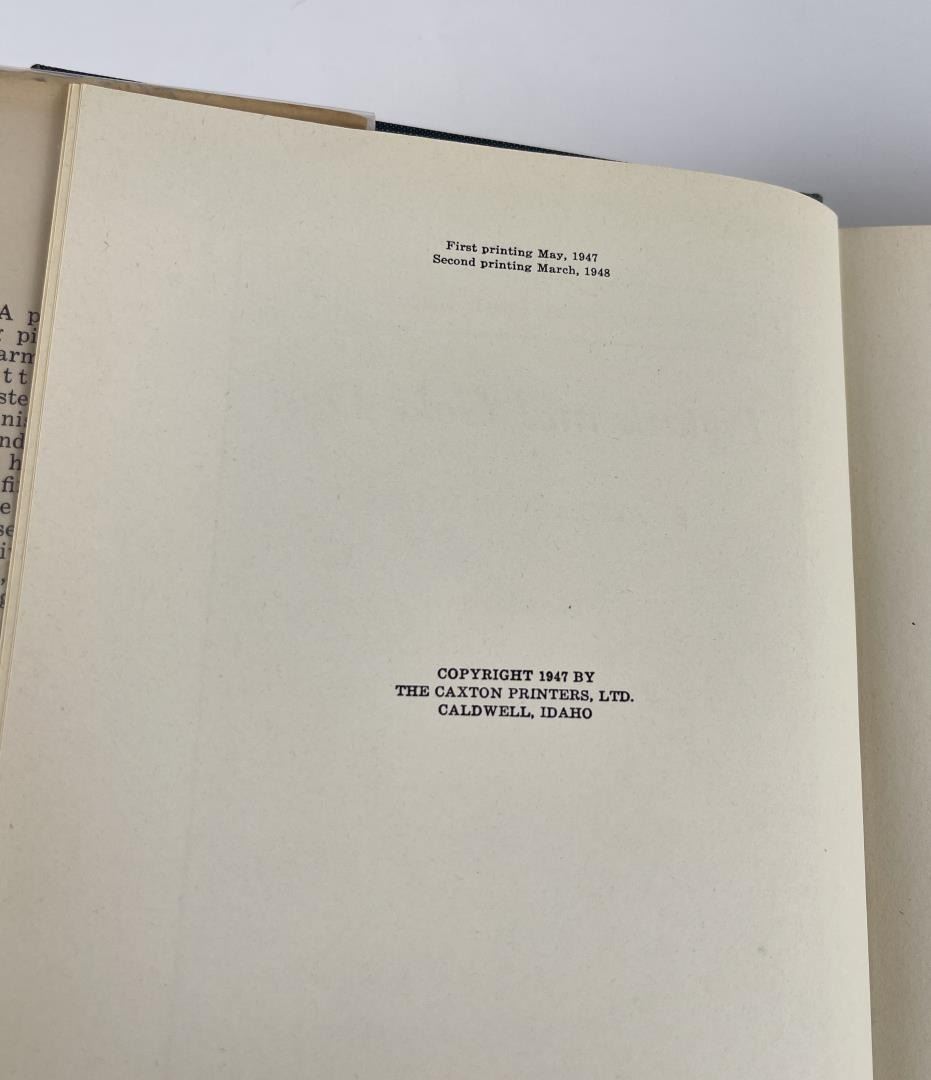 First printing May, 1947
Second printing March, 1948
COPYRIGHT 1947 BY
THE CAXTON PRINTERS, LTD.
CALDWELL, IDAHO